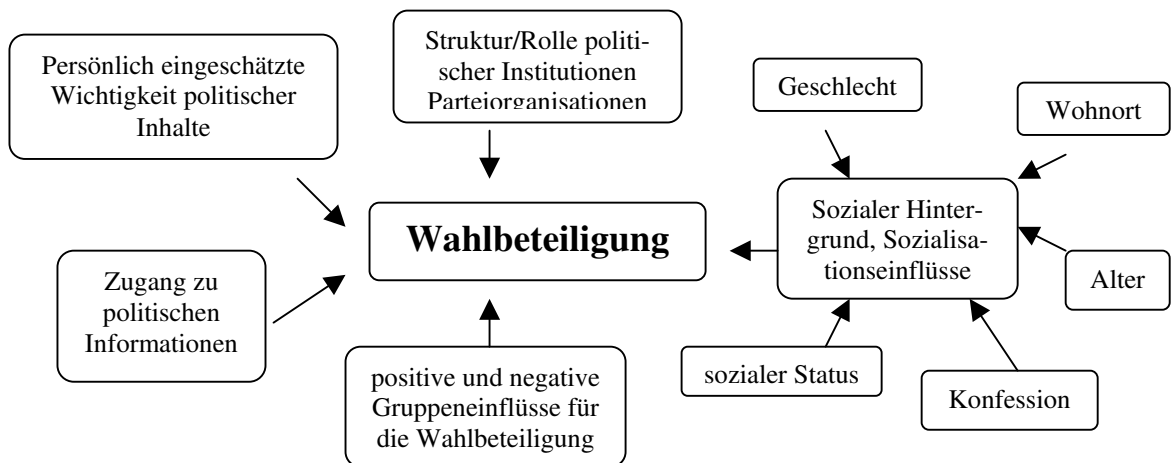 Persönlich eingeschätzte
Wichtigkeit politischer
Inhalte
Struktur/Rolle politi-
scher Institutionen
Parteiorganisationen
Geschlecht
Wohnort
Wahlbeteiligung
Sozialer Hinter-
grund, Sozialisa-
tionseinflüsse
Zugang zu
politischen
Informationen
Alter
positive und negative
Gruppeneinflüsse für
die Wahlbeteiligung
sozialer Status
Konfession